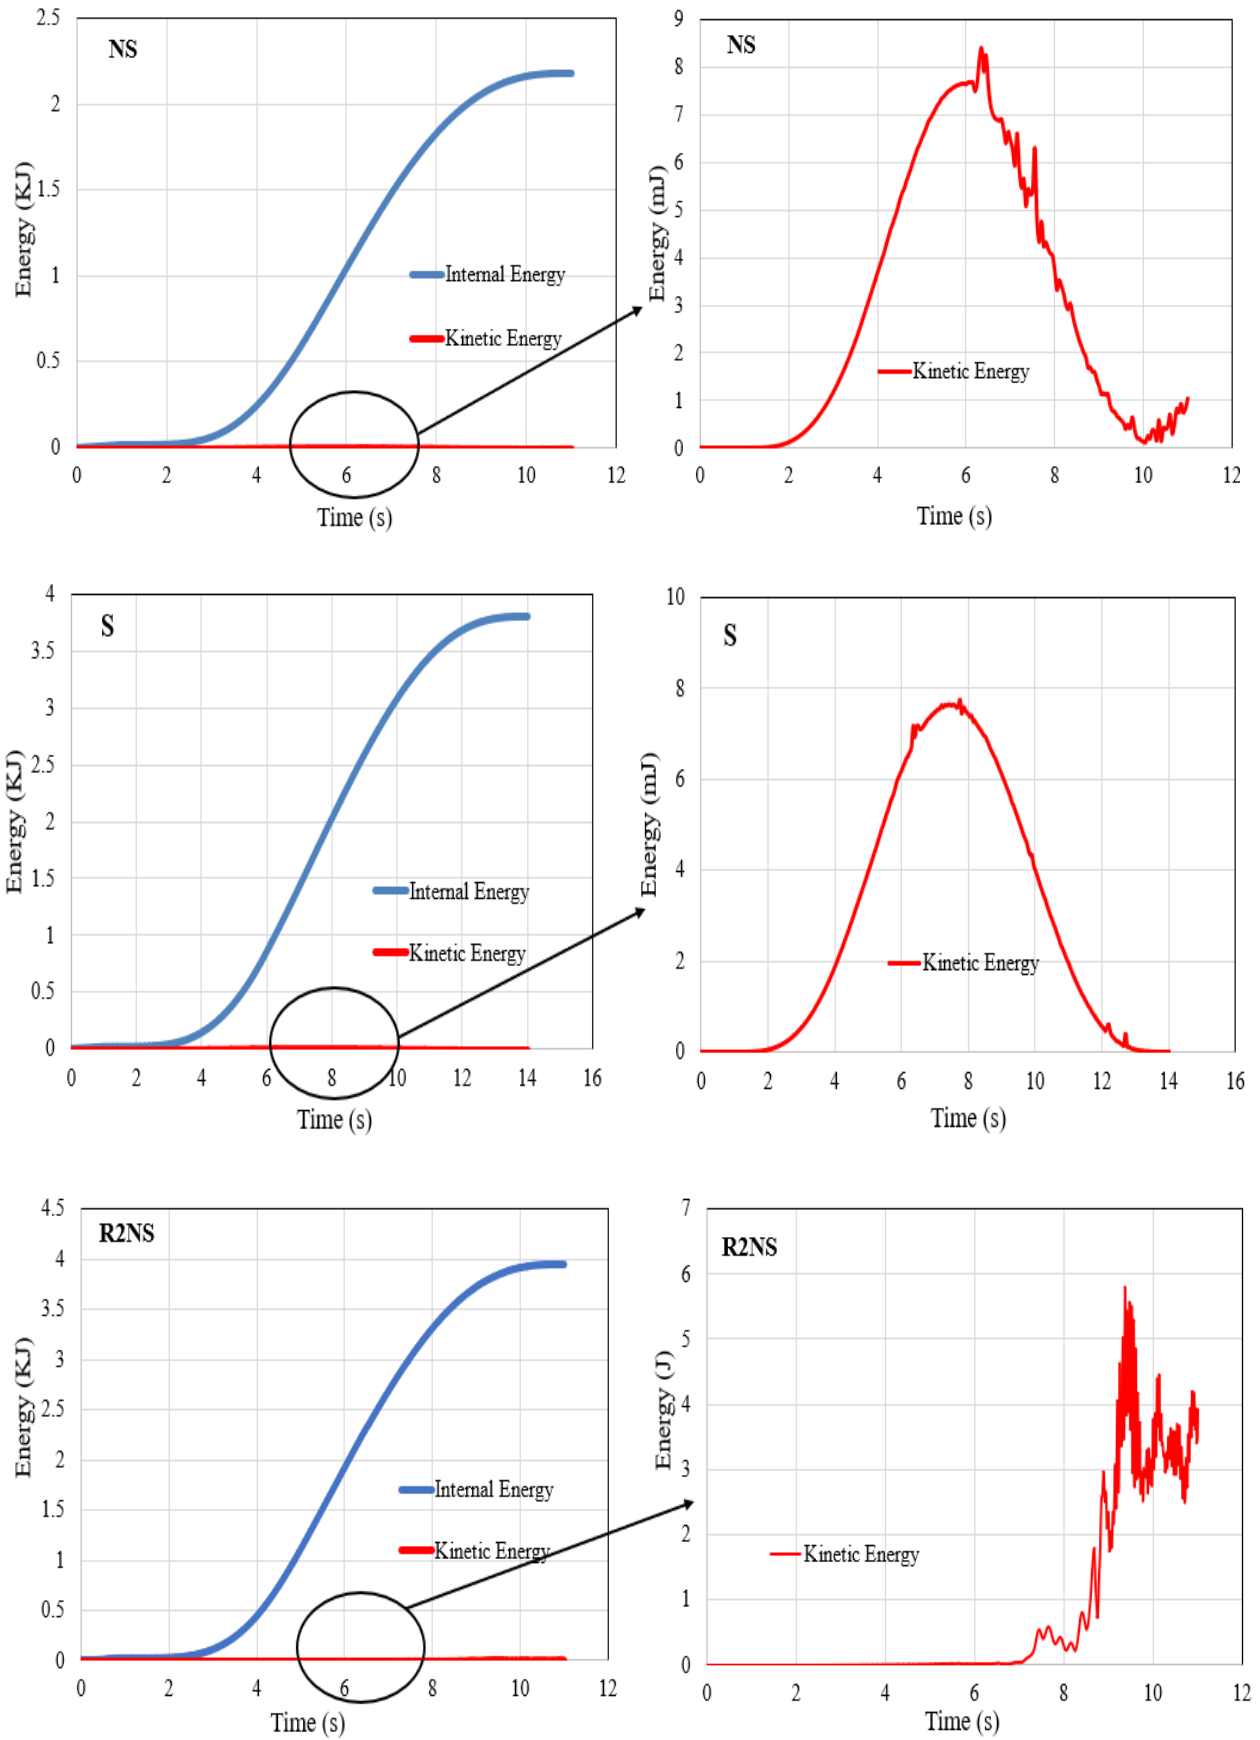 NS
Energy (KJ)
2.5
2
1.5
1
0.5
0
0 2 4 6 8 10 12
Time (s)
Internal Energy
Kinetic Energy
NS
Energy (mJ)
9
8
7
6
5
4
3
2
1
0
0 2 4 6 8 10 12
Time (s)
Kinetic Energy
S
Energy (KJ)
4
3.5
3
2.5
2
1.5
1
0.5
0
0 2 4 6 8 10 12 14 16
Time (s)
Internal Energy
Kinetic Energy
S
Energy (mJ)
10
8
6
4
2
0
0 2 4 6 8 10 12 14 16
Time (s)
Kinetic Energy
R2NS
Energy (KJ)
4.5
4
3.5
3
2.5
2
1.5
1
0.5
0
0 2 4 6 8 10 12
Time (s)
Internal Energy
Kinetic Energy
R2NS
Energy (J)
7
6
5
4
3
2
1
0
0 2 4 6 8 10 12
Time (s)
Kinetic Energy